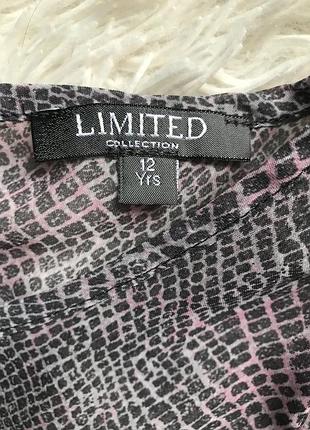 LIMITED
COLLECTION
12
Yrs